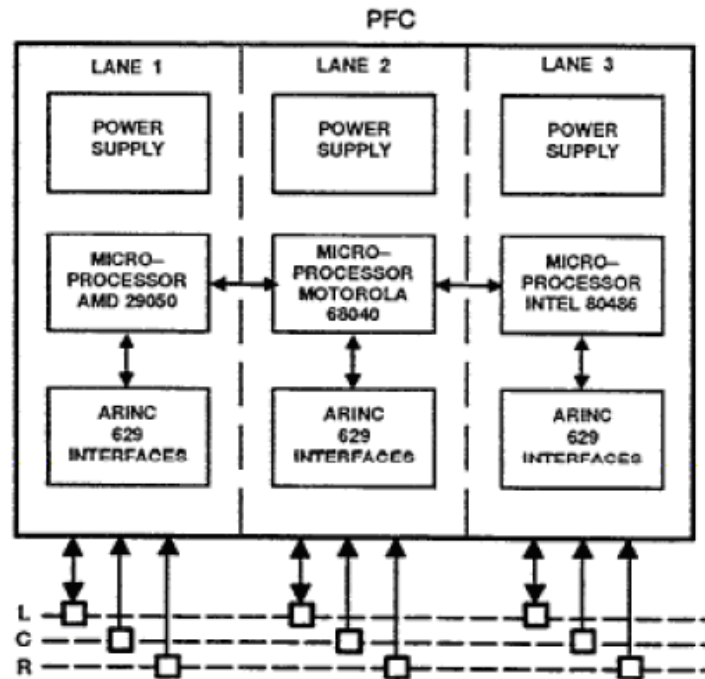 PFC
LANE 1
LANE 2
LANE 3
POWER
SUPPLY
POWER
SUPPLY
POWER
SUPPLY
MICRO–
PROCESSOR
AMD 29050
MICRO–
PROCESSOR
MOTOROLA
68040
MICRO–
PROCESSOR
INTEL 80486
ARINC
629
INTERFACES
ARINC
629
INTERFACES
ARINC
629
INTERFACES
L
C
R